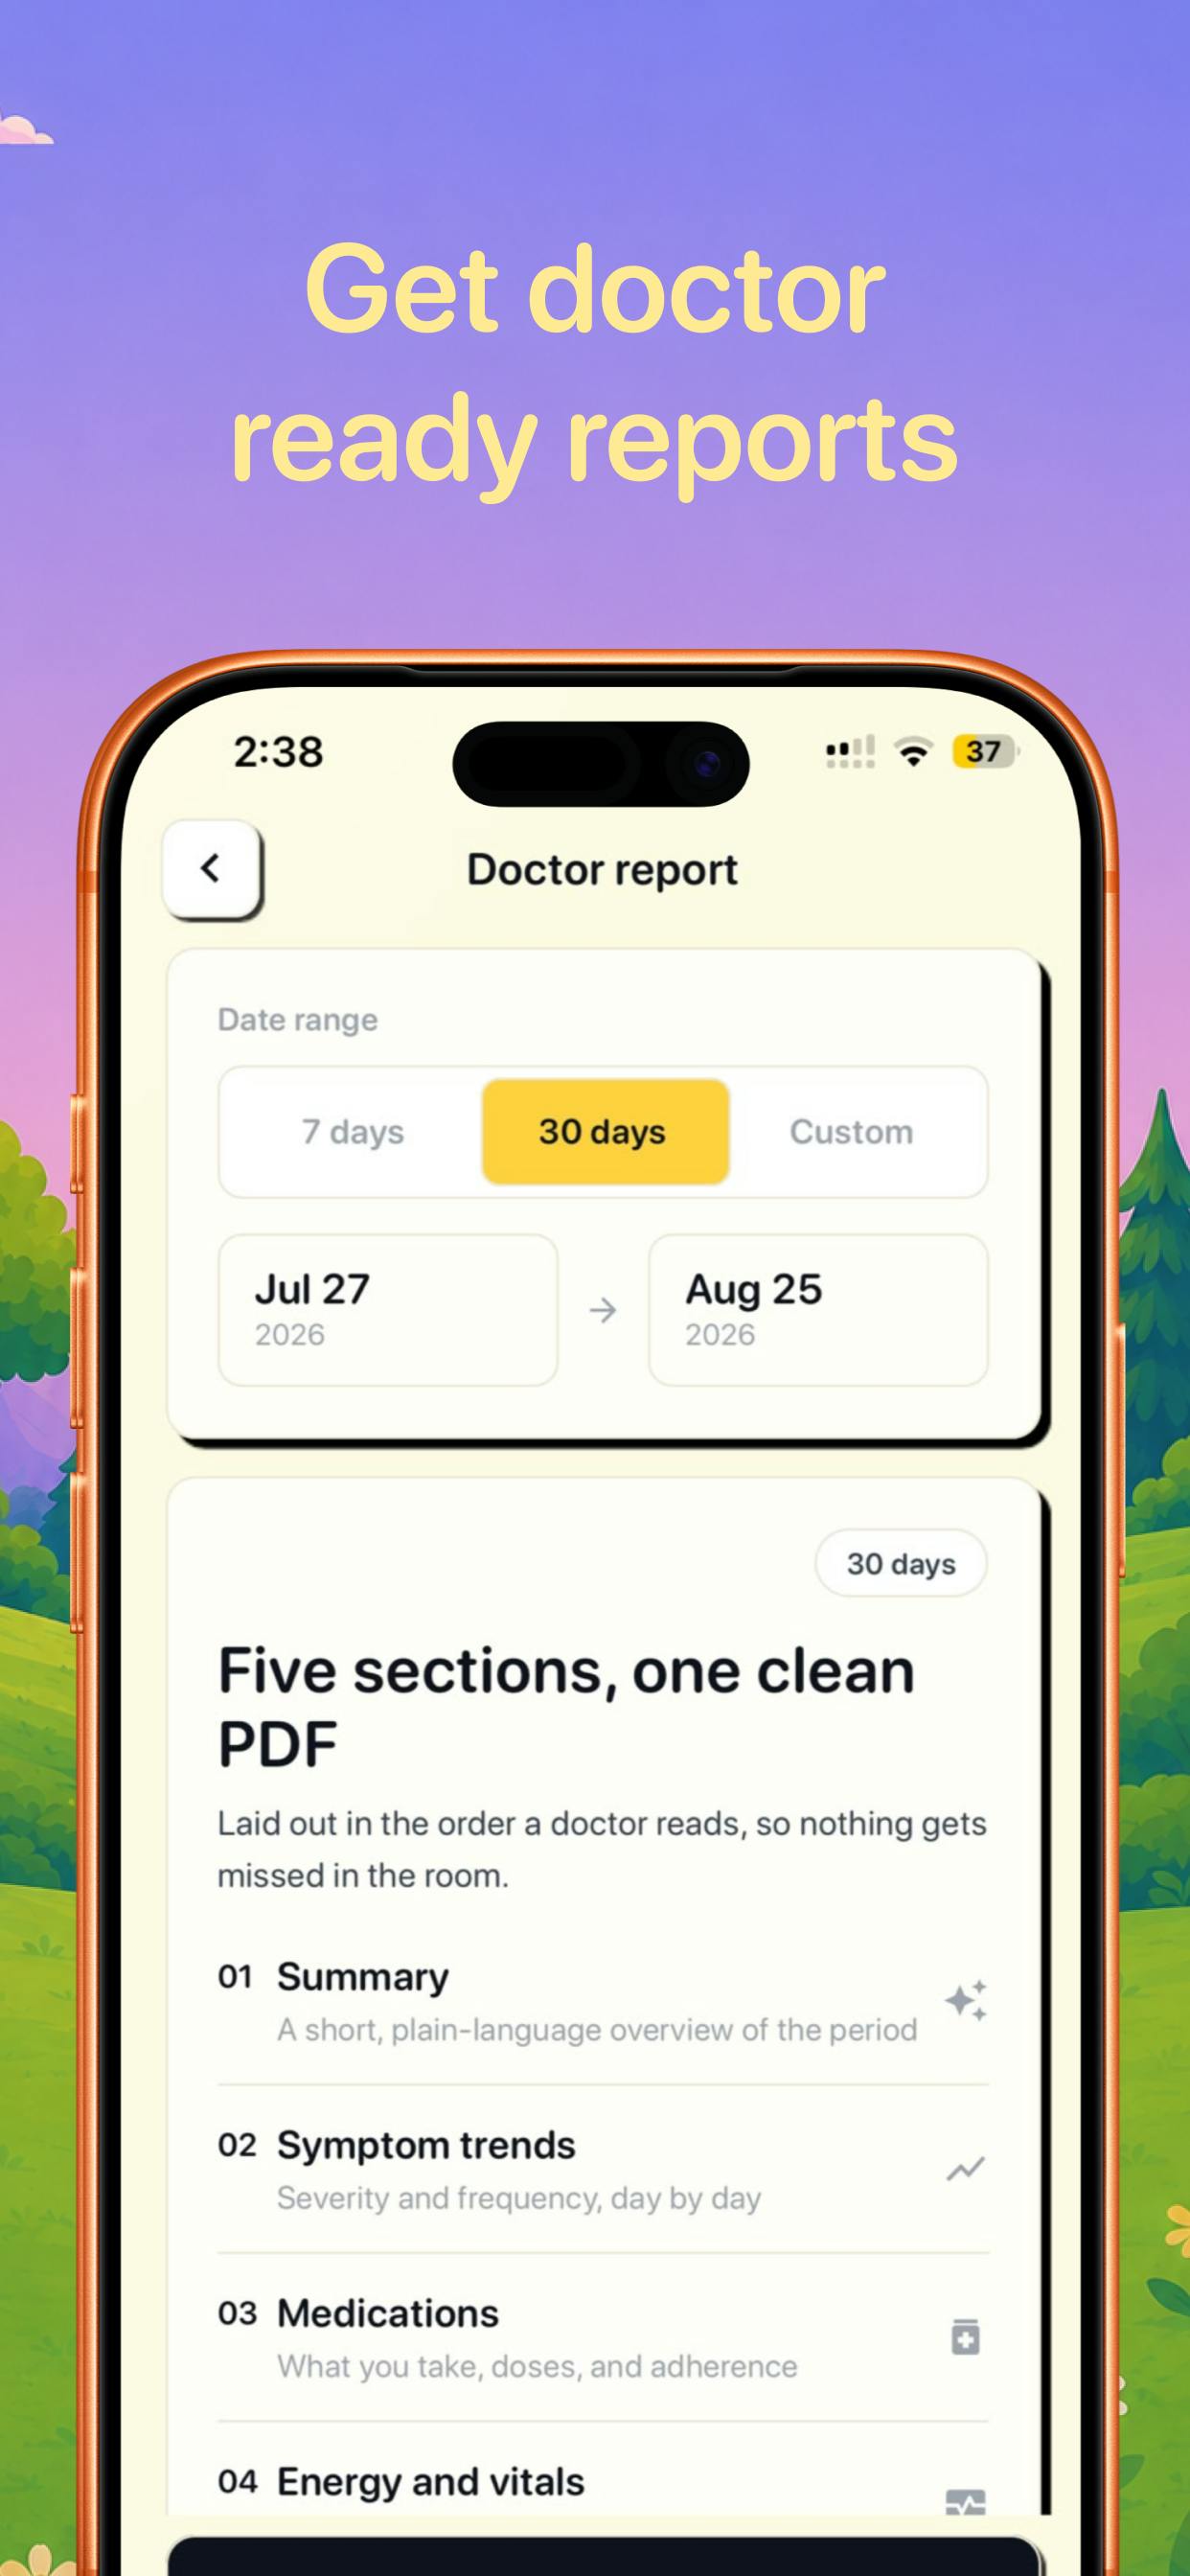 Get doctor
ready reports
2:38
37
Doctor report
Date range
7 days
30 days
Custom
Jul 27
2026
Aug 25
2026
30 days
Five sections, one clean
PDF
Laid out in the order a doctor reads, so nothing gets
missed in the room.
01 Summary
A short, plain-language overview of the period
02 Symptom trends
Severity and frequency, day by day
03 Medications
What you take, doses, and adherence
04 Energy and vitals